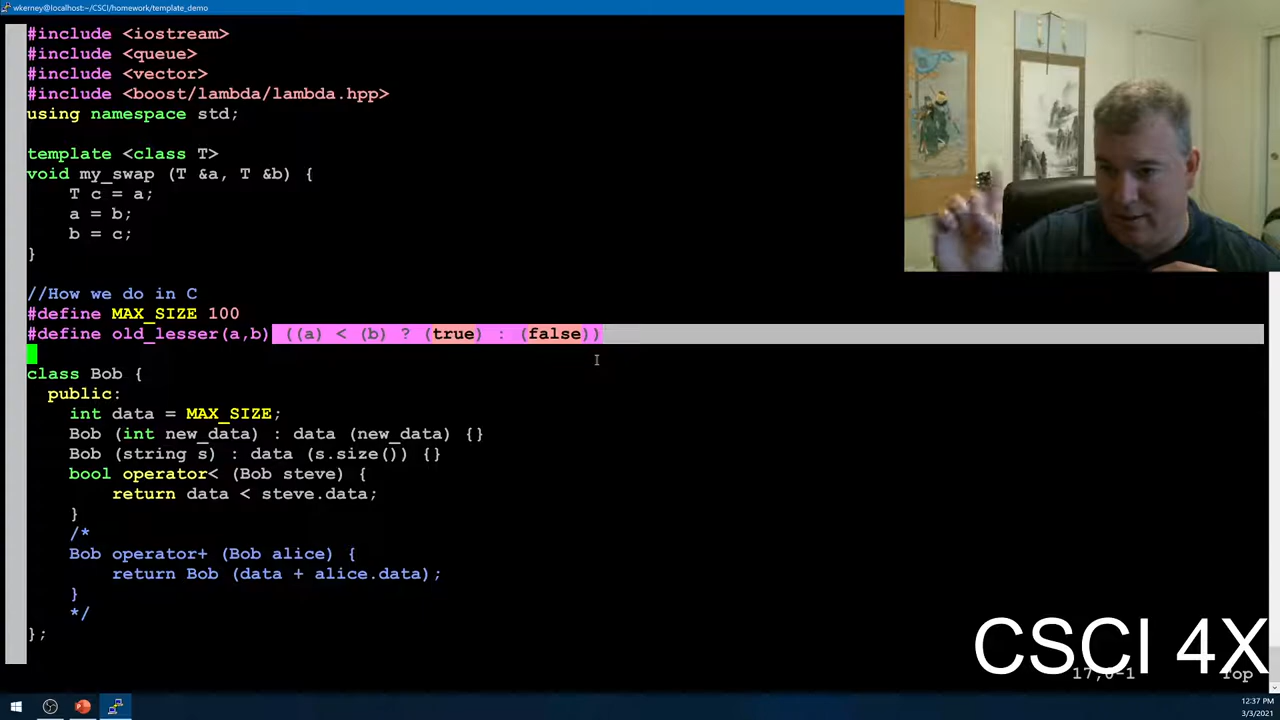 wkerney@localhost:~/CSCI/homework/template_demo
#include <iostream>
#include <queue>
#include <vector>
#include <boost/lambda/lambda.hpp>
using namespace std;
template <class T>
void my_swap (T &a, T &b) {
    T c = a;
    a = b;
    b = c;
}
//How we do in C
#define MAX_SIZE 100
#define old_lesser(a,b) ((a) < (b) ? (true) : (false))
class Bob {
  public:
    int data = MAX_SIZE;
    Bob (int new_data) : data (new_data) {}
    Bob (string s) : data (s.size()) {}
    bool operator< (Bob steve) {
        return data < steve.data;
    }
    /*
    Bob operator+ (Bob alice) {
        return Bob (data + alice.data);
    }
    */
};
CSCI 4X
17,0-1 Top
12:37 PM
3/3/2021